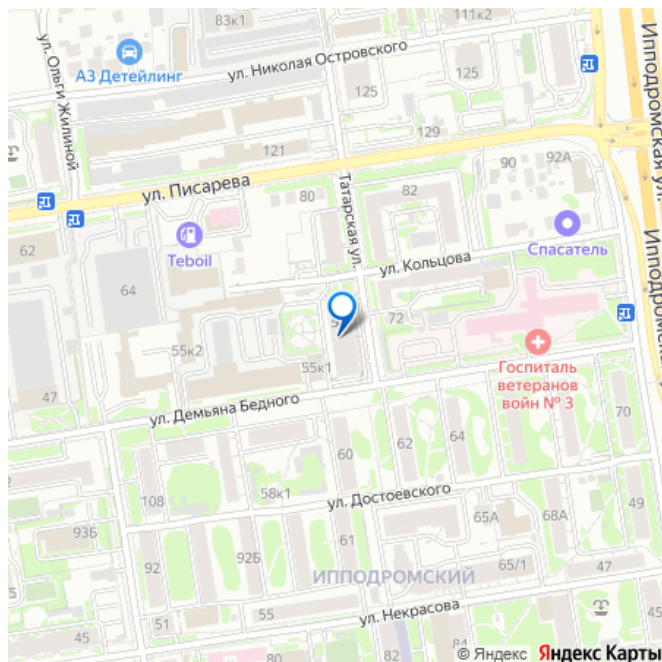 83к1
111к2
ул. Ольги Жилиной
А3 Детейлинг
ул. Николая Островского
125
125
Ипподромская ул.
121
129
ул. Писарева
90
92А
80
82
Татарская ул.
62
Teboil
Спасатель
ул. Кольцова
64
72
55к2
55к1
Госпиталь
ветеранов
войн № 3
47
ул. Демьяна Бедного
70
60
62
64
108
58к1
ул. Достоевского
49
65А
68А
93Б
92
92Б
61
65/1
47
ИППОДРОМСКИЙ
45
51
55
ул. Некрасова
82
45
© Яндекс Яндекс Карты